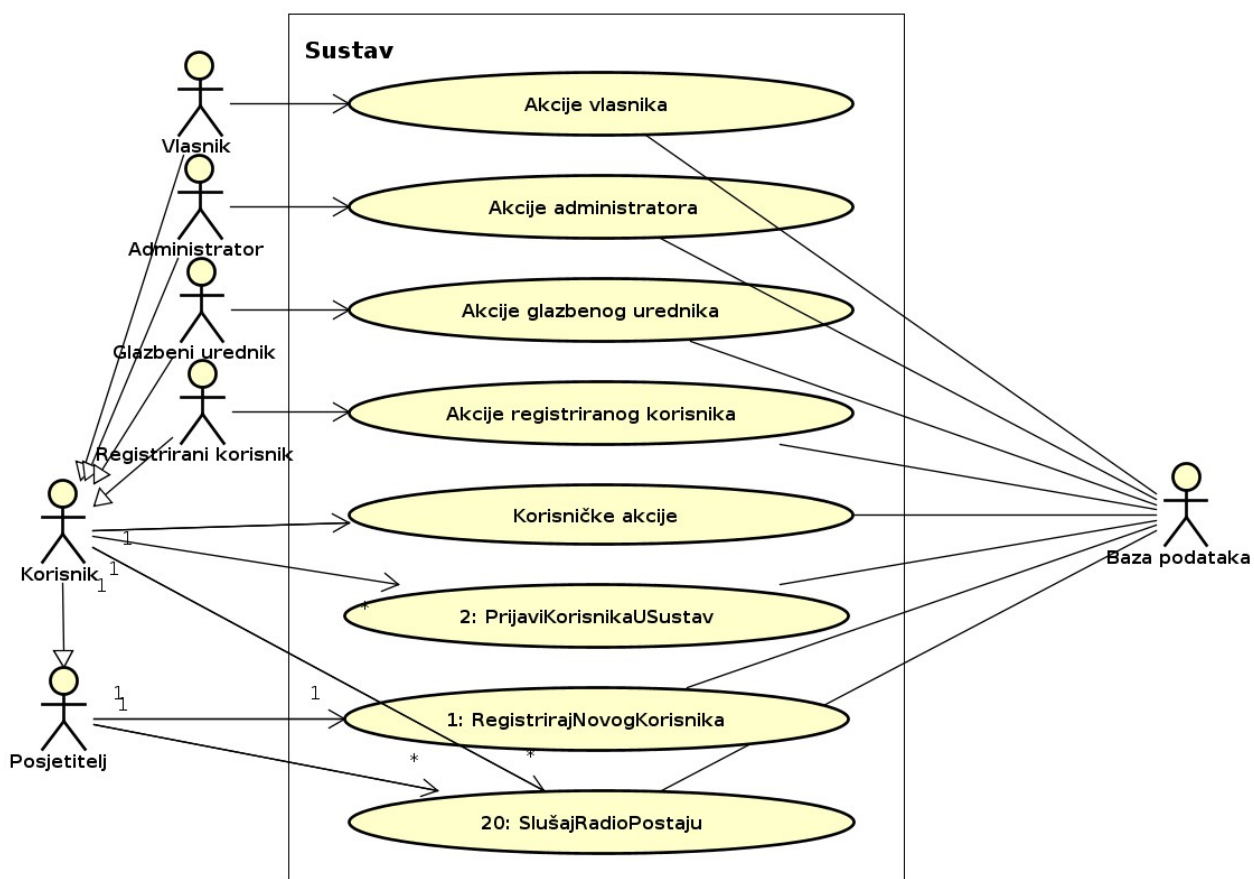 Sustav
Vlasnik
Akcije vlasnika
Administrator
Akcije administratora
Glazbeni urednik
Akcije glazbenog urednika
Registrirani korisnik
Akcije registriranog korisnika
Korisnik
Korisničke akcije
Baza podataka
1
1
1
*
2: PrijaviKorisnikaUSustav
Posjetitelj
1
1
1
1: RegistrirajNovogKorisnika
*
*
20: SlušajRadioPostaju